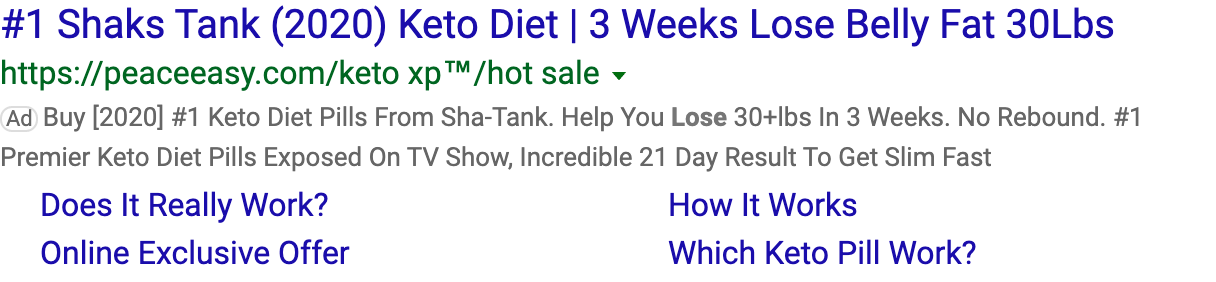 #1 Shaks Tank (2020) Keto Diet | 3 Weeks Lose Belly Fat 30Lbs
https://peaceeasy.com/keto xp™/hot sale
Ad Buy [2020] #1 Keto Diet Pills From Sha-Tank. Help You Lose 30+lbs In 3 Weeks. No Rebound. #1
Premier Keto Diet Pills Exposed On TV Show, Incredible 21 Day Result To Get Slim Fast
Does It Really Work? How It Works
Online Exclusive Offer Which Keto Pill Work?